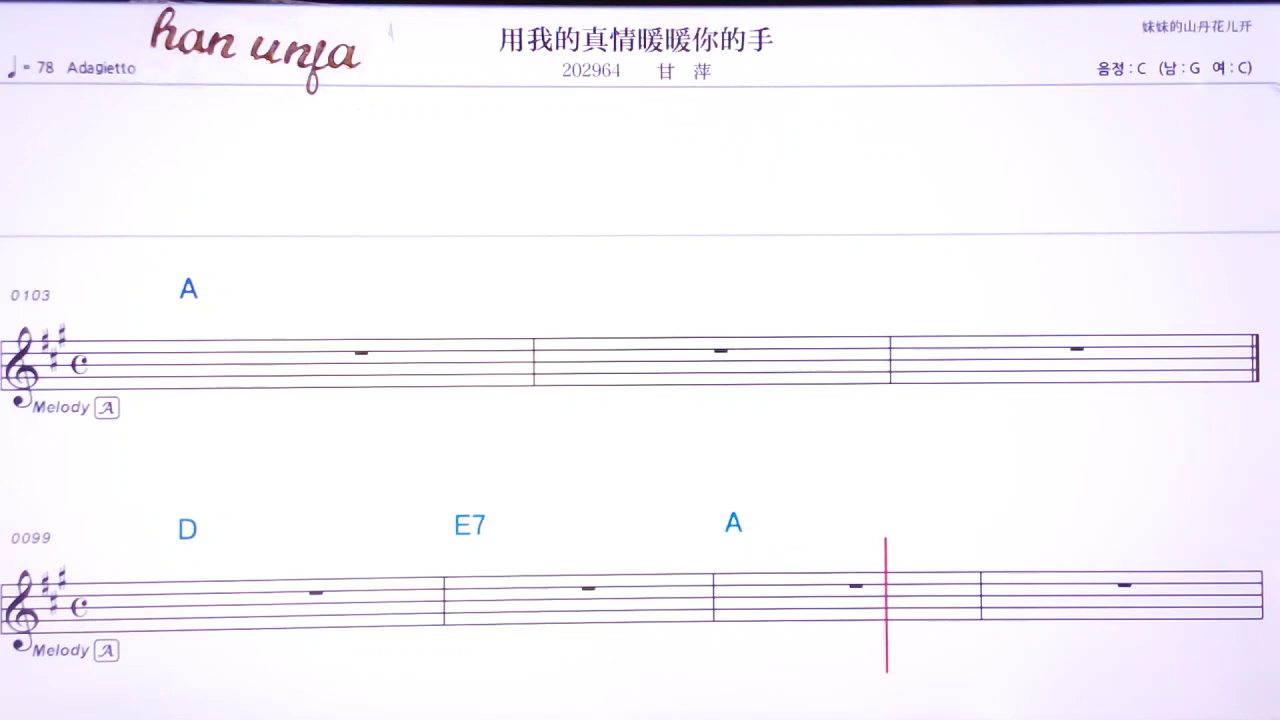 han unfa
用我的真情暖暖你的手
妹妹的山丹花儿开
♩= 78 Adagietto
202964 甘 萍
음정 : C (남 : G 여 : C)
0103
A
Melody A
0099
D E7 A
Melody A